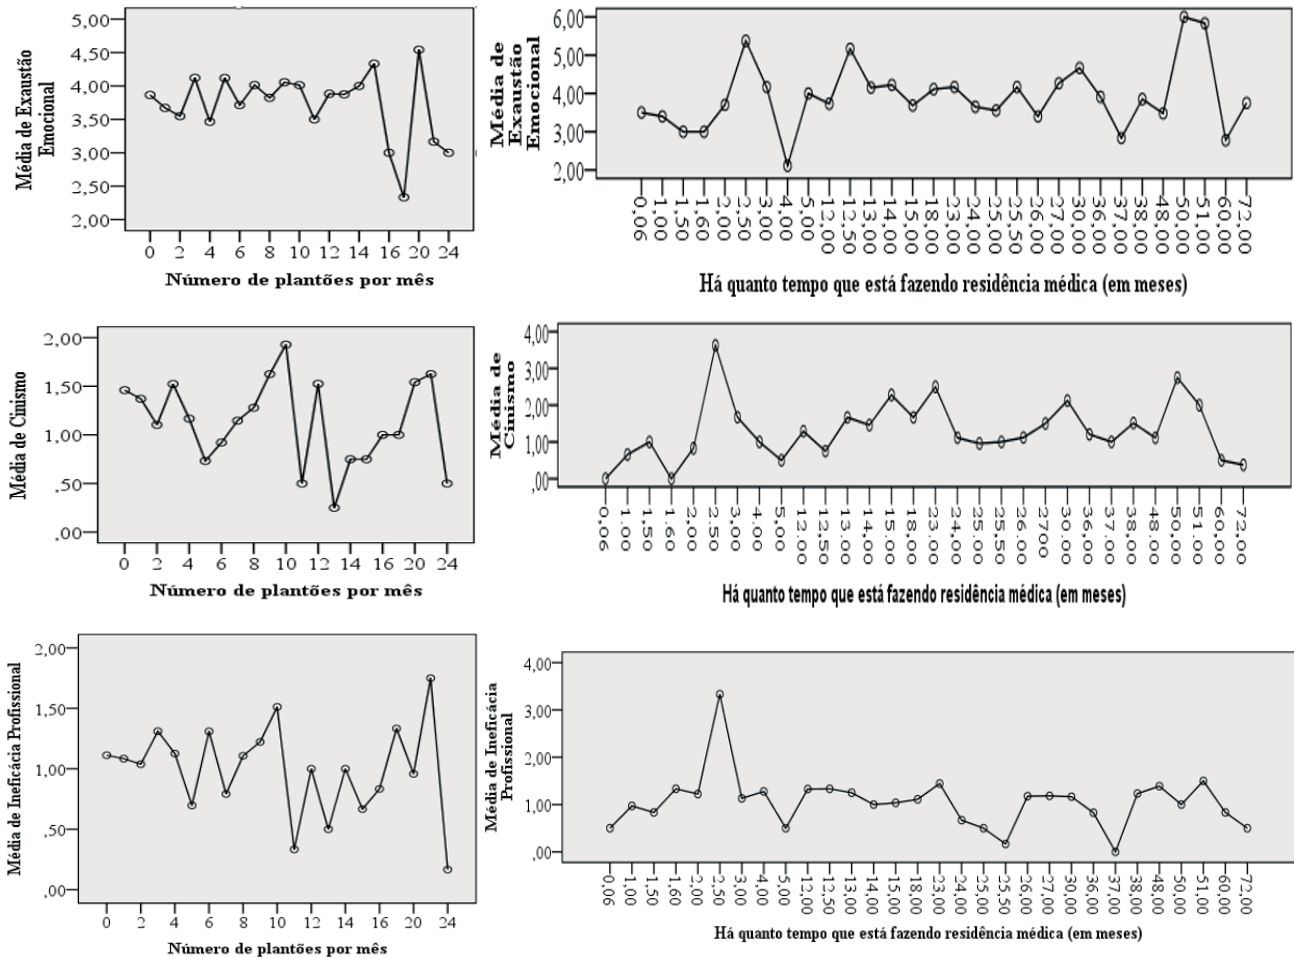 5,00
4,50
4,00
3,50
3,00
2,50
2,00
Média de Exaustão
Emocional
0 2 4 6 8 10 12 14 16 20 24
Número de plantões por mês
6,00
5,00
4,00
3,00
2,00
Média de
Exaustão
Emocional
0,06 1,00 1,50 1,60 2,00 2,50 3,00 4,00 5,00 12,00 12,50 13,00 14,00 15,00 18,00 23,00 24,00 25,00 25,50 26,00 27,00 30,00 36,00 37,00 38,00 48,00 50,00 51,00 60,00 72,00
Há quanto tempo que está fazendo residência médica (em meses)
2,00
1,50
1,00
,50
,00
Média de Cinismo
0 2 4 6 8 10 12 14 16 20 24
Número de plantões por mês
4,00
3,00
2,00
1,00
,00
Média de
Cinismo
0,06 1.00 1,50 1.60 2,00 2.50 3,00 4.00 5,00 12.00 12,50 13.00 14,00 15.00 18,00 23.00 24,00 25.00 25,50 26.00 2700 30.00 36,00 37.00 38,00 48.00 50,00 51.00 60,00 72,00
Há quanto tempo que está fazendo residência médica (em meses)
2,00
1,50
1,00
,50
,00
Média de Ineficácia Profissional
0 2 4 6 8 10 12 14 16 20 24
Número de plantões por mês
4,00
3,00
2,00
1,00
,00
Média de Ineficácia
Profissional
0,06 1,00 1,50 1,60 2,00 2,50 3,00 4,00 5,00 12,00 12,50 13,00 14,00 15,00 18,00 23,00 24,00 25,50 25,50 26,00 27,00 30,00 36,00 37,00 38,00 48,00 50,00 51,00 60,00 72,00
Há quanto tempo que está fazendo residência médica (em meses)